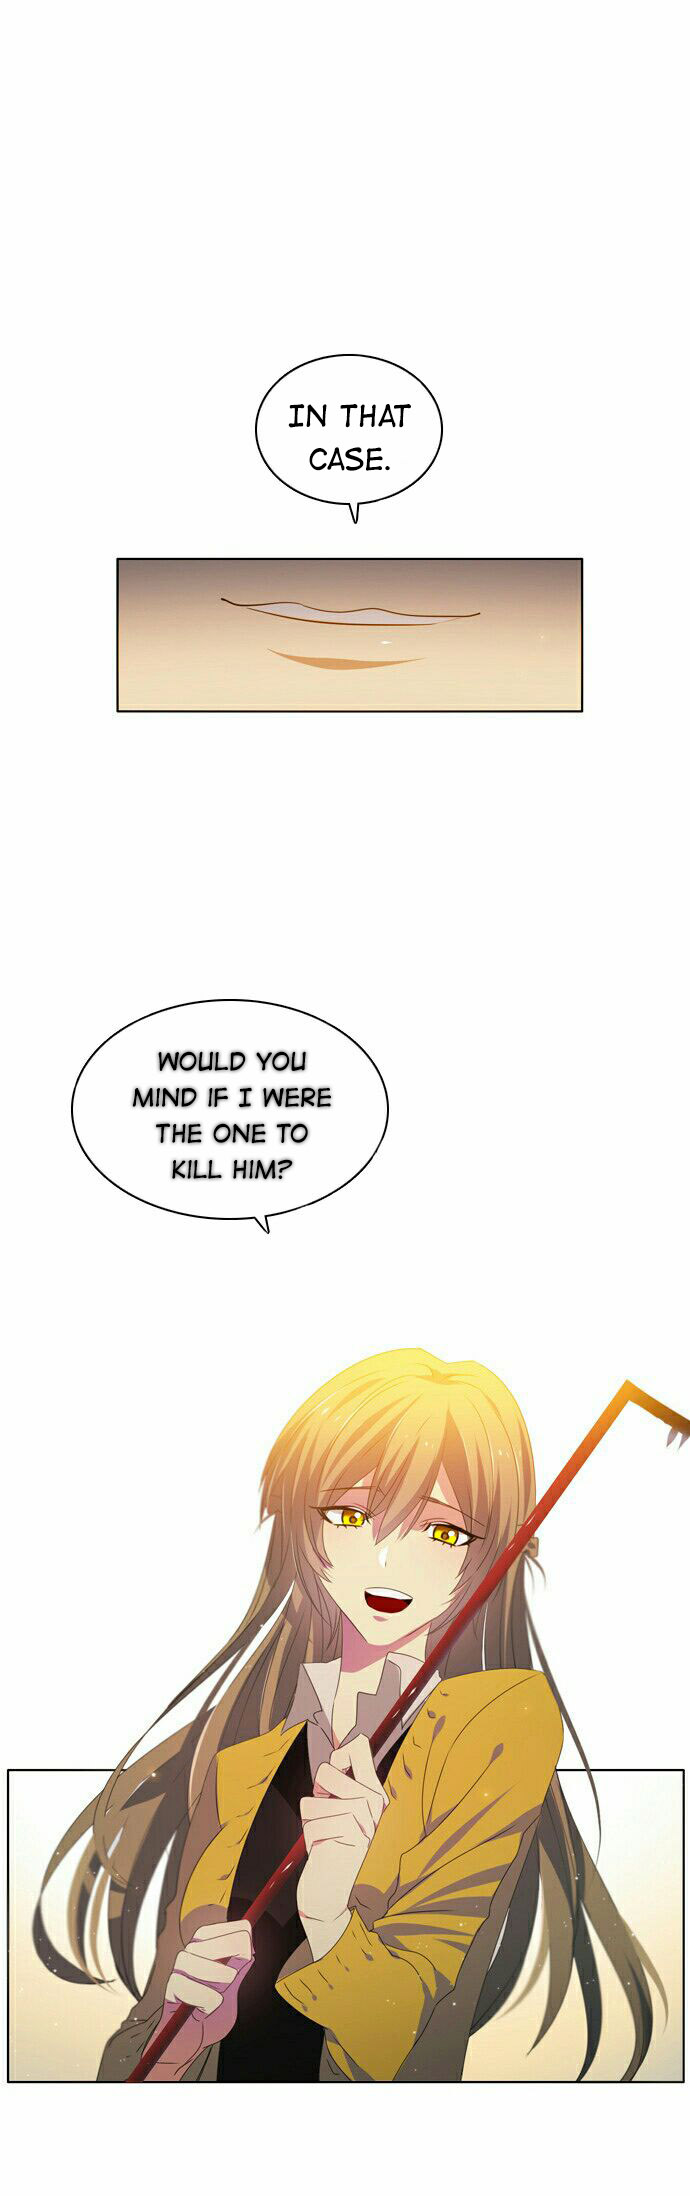 IN THAT
CASE.
WOULD YOU
MIND IF I WERE
THE ONE TO
KILL HIM?